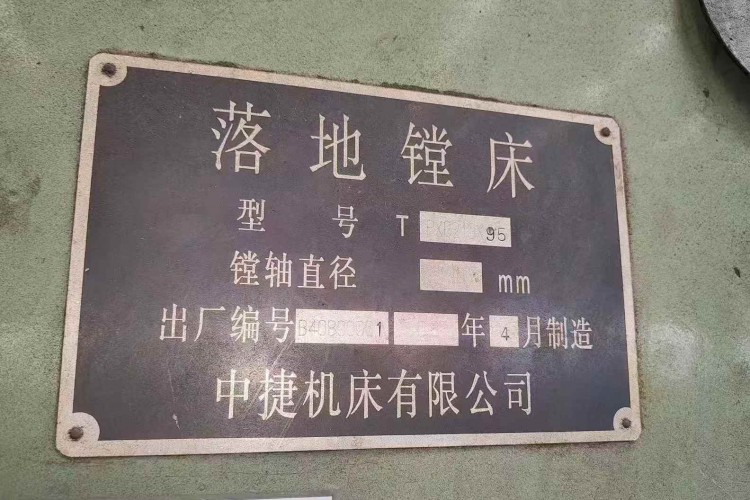 落地镗床
型号 T 95
镗轴直径 mm
出厂编号 1 年 4 月制造
中捷机床有限公司